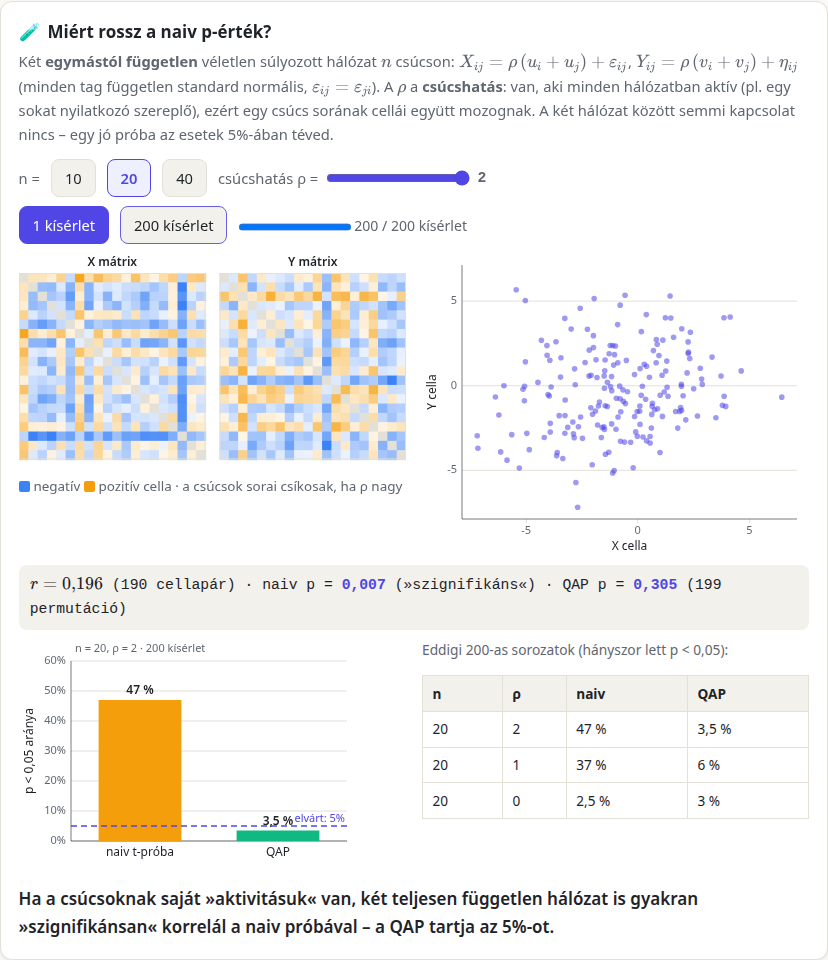 🧪 Miért rossz a naiv p-érték?
Két egymástól független véletlen súlyozott hálózat n csúcson: X_ij = ρ (u_i + u_j) + ε_ij, Y_ij = ρ (v_i + v_j) + η_ij
(minden tag független standard normális, ε_ij = ε_ji). A ρ a csúcshatás: van, aki minden hálózatban aktív (pl. egy
sokat nyilatkozó szereplő), ezért egy csúcs sorának cellái együtt mozognak. A két hálózat között semmi kapcsolat
nincs – egy jó próba az esetek 5%-ában téved.
n = 10 20 40 csúcshatás ρ = 2
1 kísérlet 200 kísérlet 200 / 200 kísérlet
X mátrix Y mátrix
negatív pozitív cella · a csúcsok sorai csíkosak, ha ρ nagy
Y cella
5
0
-5
-5 0 5
X cella
r = 0,196 (190 cellapár) · naiv p = 0,007 (»szignifikáns«) · QAP p = 0,305 (199
permutáció)
n = 20, ρ = 2 · 200 kísérlet
p < 0,05 aránya
60%
50%
40%
30%
20%
10%
0%
47 %
3,5 %
elvárt: 5%
naiv t-próba QAP
Eddigi 200-as sorozatok (hányszor lett p < 0,05):
n ρ naiv QAP
20 2 47 % 3,5 %
20 1 37 % 6 %
20 0 2,5 % 3 %
Ha a csúcsoknak saját »aktivitásuk« van, két teljesen független hálózat is gyakran
»szignifikánsan« korrelál a naiv próbával – a QAP tartja az 5%-ot.